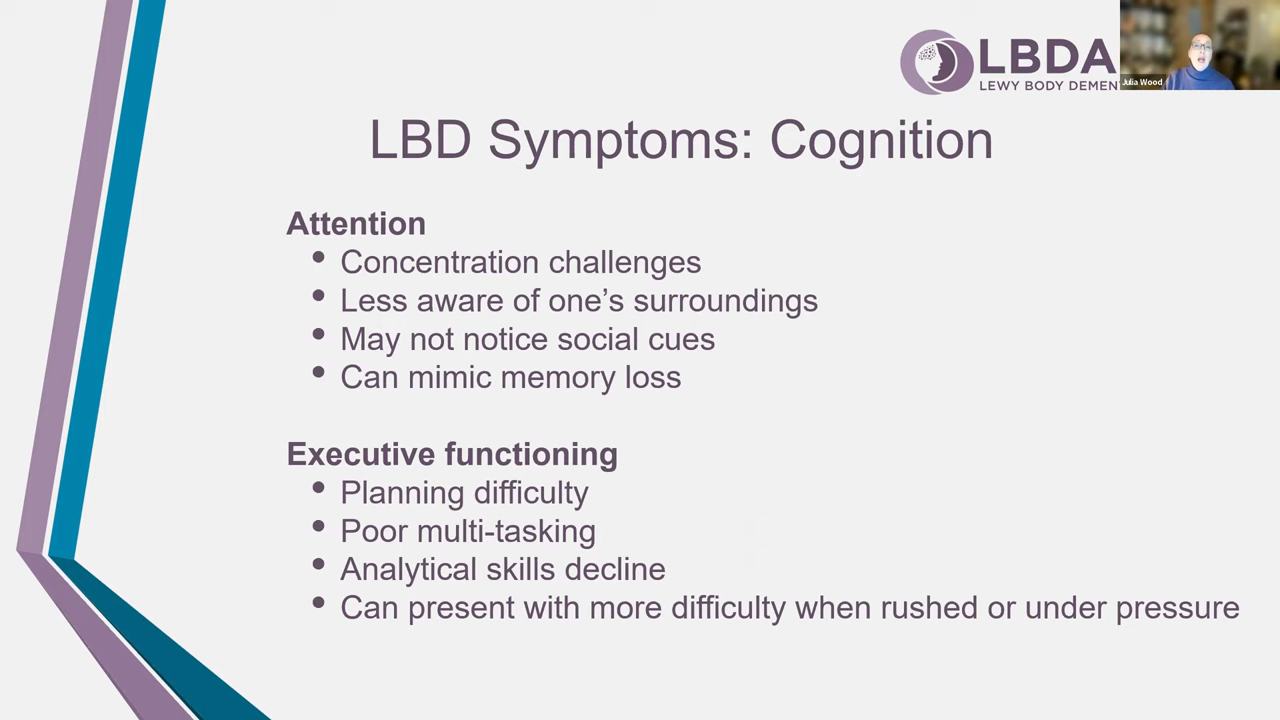 LBDA
LEWY BODY DEMEN
Julia Wood
LBD Symptoms: Cognition
Attention
• Concentration challenges
• Less aware of one’s surroundings
• May not notice social cues
• Can mimic memory loss
Executive functioning
• Planning difficulty
• Poor multi-tasking
• Analytical skills decline
• Can present with more difficulty when rushed or under pressure